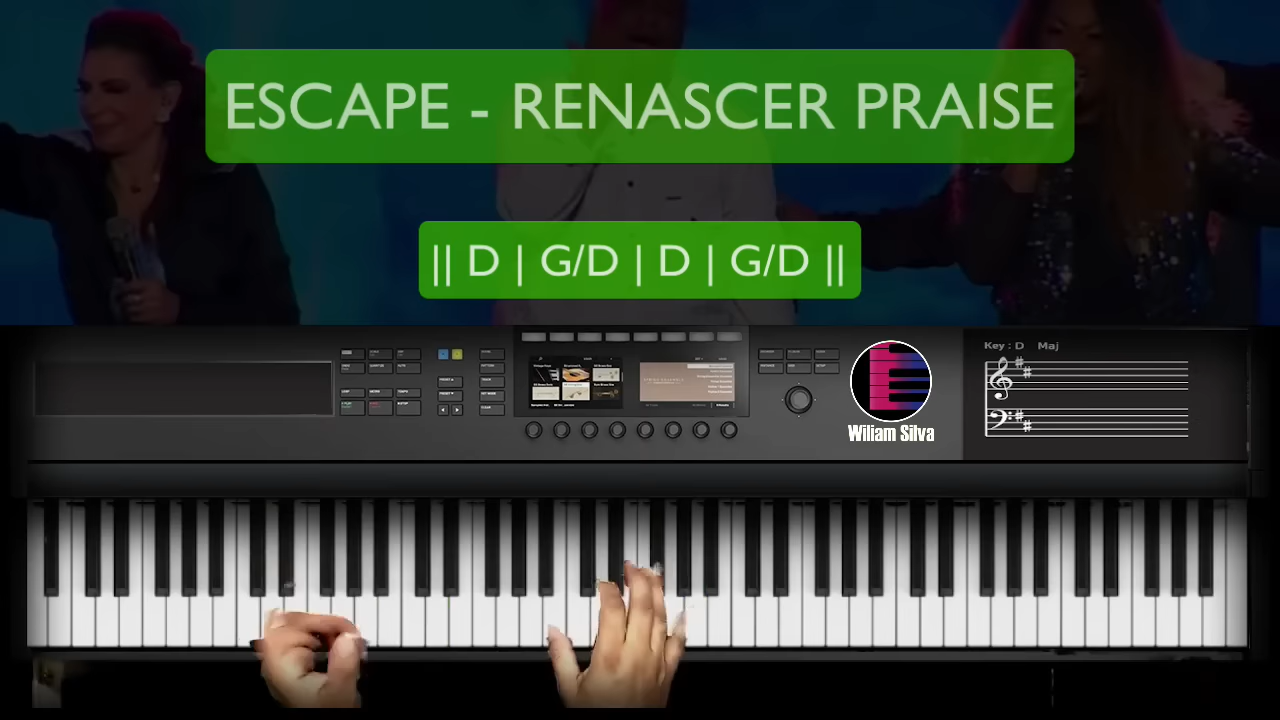 ESCAPE - RENASCER PRAISE
|| D | G/D | D | G/D ||
Key : D Maj
Wiliam Silva